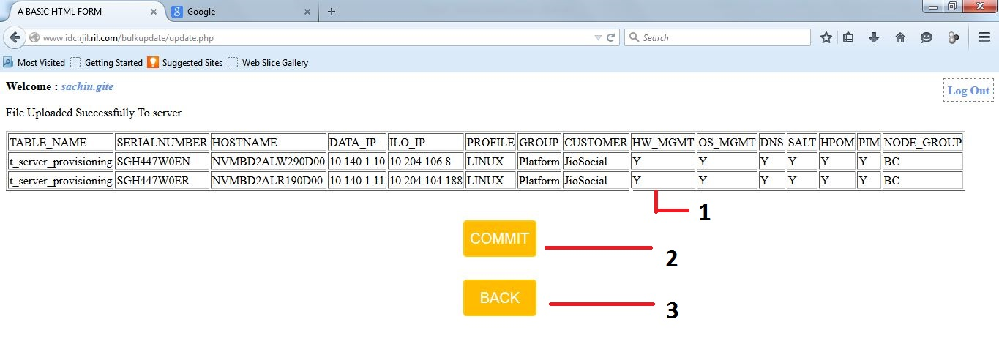 A BASIC HTML FORM
Google
www.idc.rjil.ril.com/bulkupdate/update.php
Search
Most Visited Getting Started Suggested Sites Web Slice Gallery
Welcome : sachin.gite
Log Out
File Uploaded Successfully To server
TABLE_NAME SERIALNUMBER HOSTNAME DATA_IP ILO_IP PROFILE GROUP CUSTOMER HW_MGMT OS_MGMT DNS SALT HPOM PIM NODE_GROUP
t_server_provisioning SGH447W0EN NVMBD2ALW290D00 10.140.1.10 10.204.106.8 LINUX Platform JioSocial Y Y Y Y Y Y BC
t_server_provisioning SGH447W0ER NVMBD2ALR190D00 10.140.1.11 10.204.104.188 LINUX Platform JioSocial Y Y Y Y Y Y BC
1
COMMIT
2
BACK
3